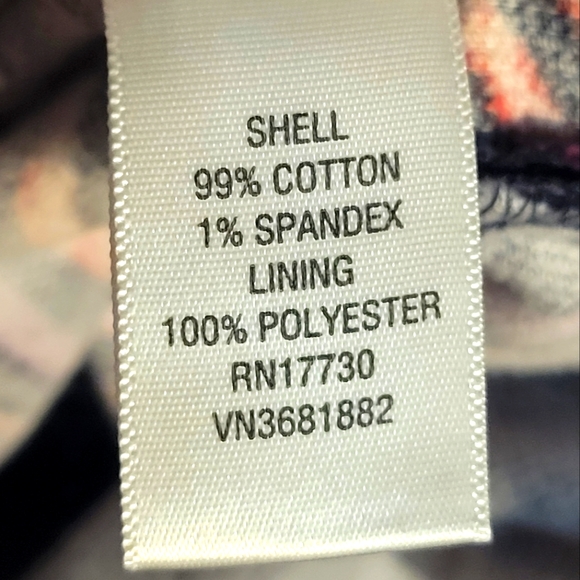 SHELL
99% COTTON
1% SPANDEX
LINING
100% POLYESTER
RN17730
VN3681882